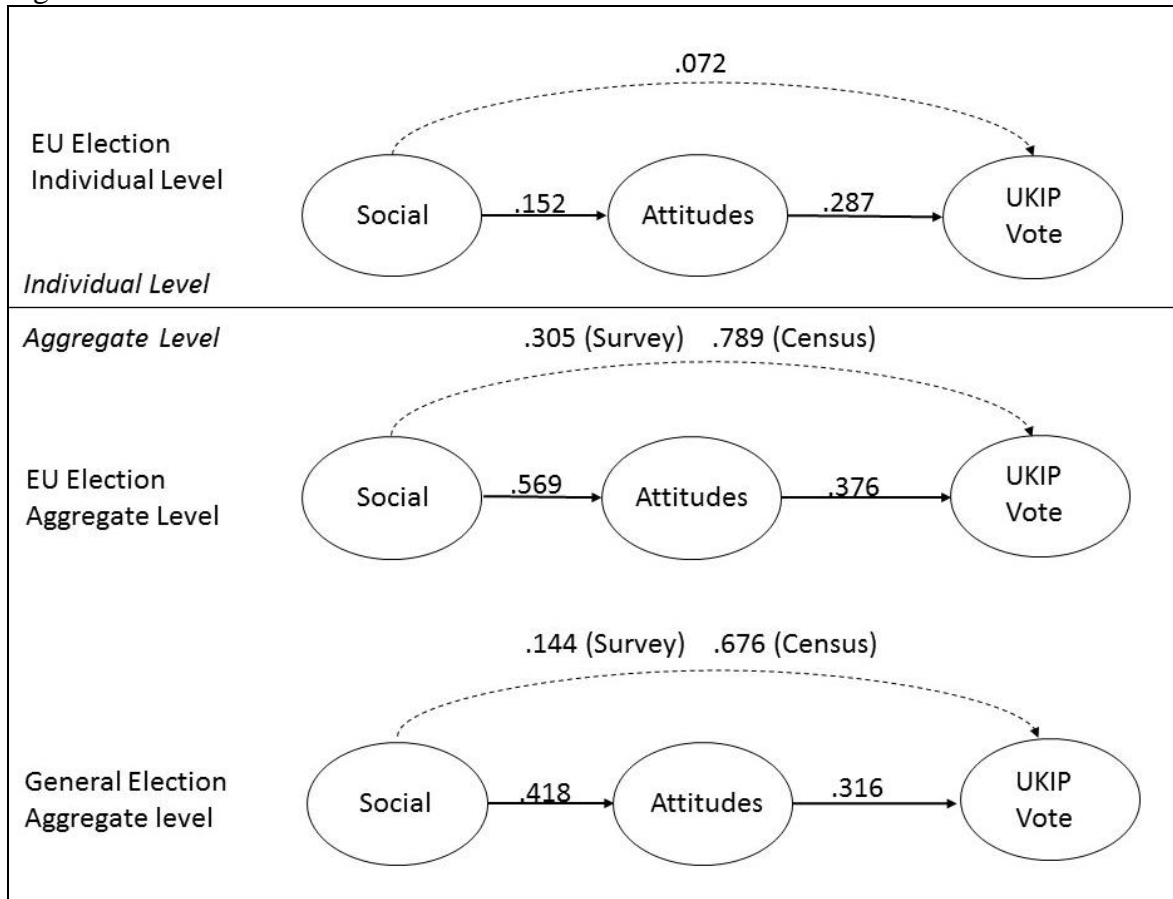 .072
EU Election
Individual Level
Social
.152
Attitudes
.287
UKIP
Vote
Individual Level
Aggregate Level
.305 (Survey) .789 (Census)
EU Election
Aggregate Level
Social
.569
Attitudes
.376
UKIP
Vote
.144 (Survey) .676 (Census)
General Election
Aggregate level
Social
.418
Attitudes
.316
UKIP
Vote